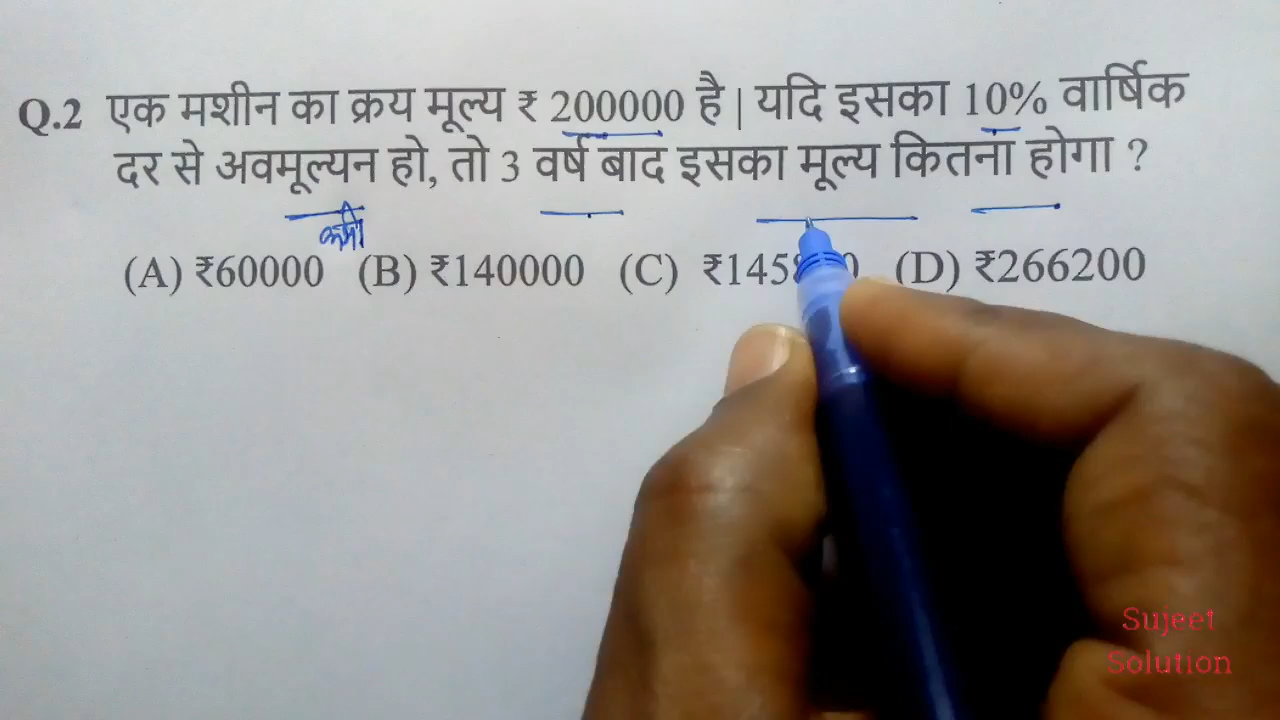 Q.2 एक मशीन का क्रय मूल्य ₹ 200000 है | यदि इसका 10% वार्षिक
दर से अवमूल्यन हो, तो 3 वर्ष बाद इसका मूल्य कितना होगा ?
कमी
(A) ₹60000 (B) ₹140000 (C) (D) ₹266200
Sujeet
Solution